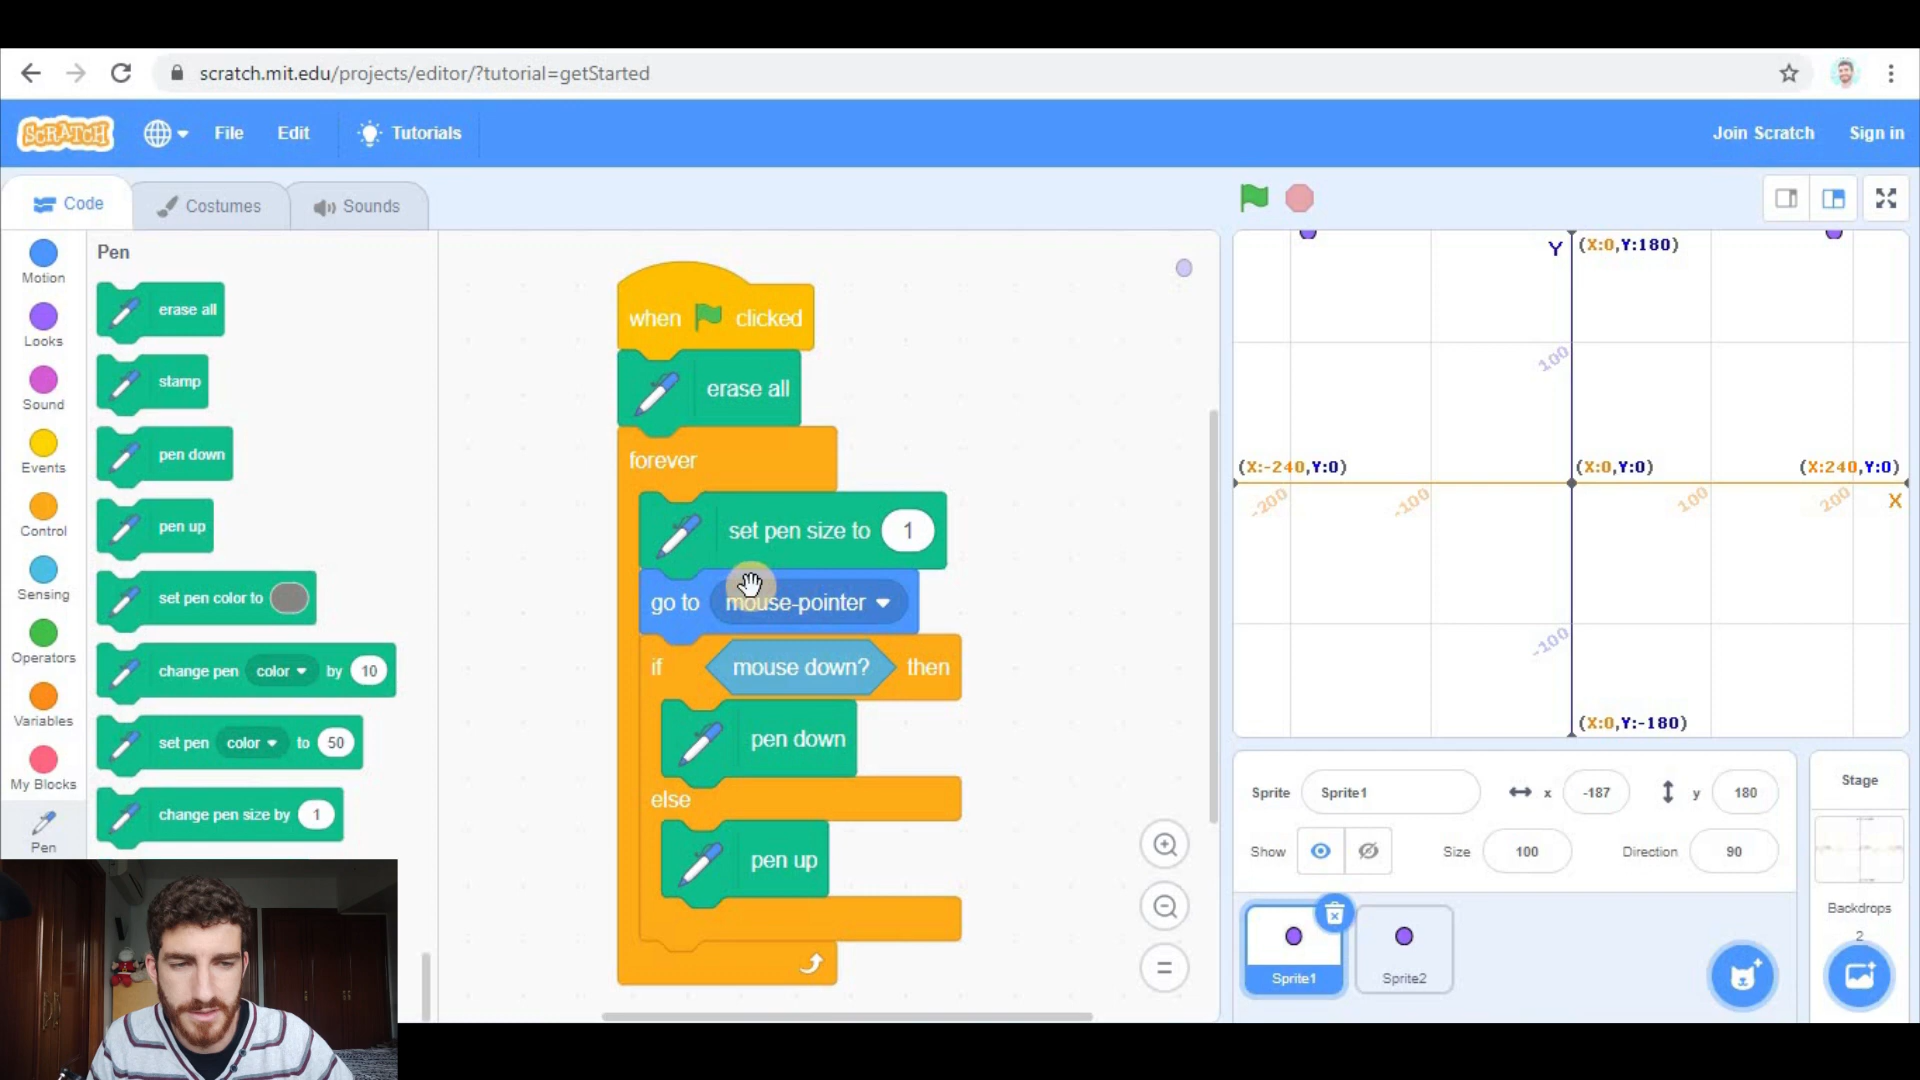 scratch.mit.edu/projects/editor/?tutorial=getStarted
SCRATCH
File
Edit
Tutorials
Join Scratch
Sign in
Code
Costumes
Sounds
Motion
Looks
Sound
Events
Control
Sensing
Operators
Variables
My Blocks
Pen
Pen
erase all
stamp
pen down
pen up
set pen color to
change pen color by 10
set pen color to 50
change pen size by 1
when clicked
erase all
forever
set pen size to 1
go to mouse-pointer
if mouse down? then
pen down
else
pen up
Y (X:0,Y:180)
100
(X:-240,Y:0) (X:0,Y:0) (X:240,Y:0)
-200 -100 100 200 X
-100
(X:0,Y:-180)
Sprite Sprite1 x -187 y 180
Show Size 100 Direction 90
Sprite1
Sprite2
Stage
Backdrops
2